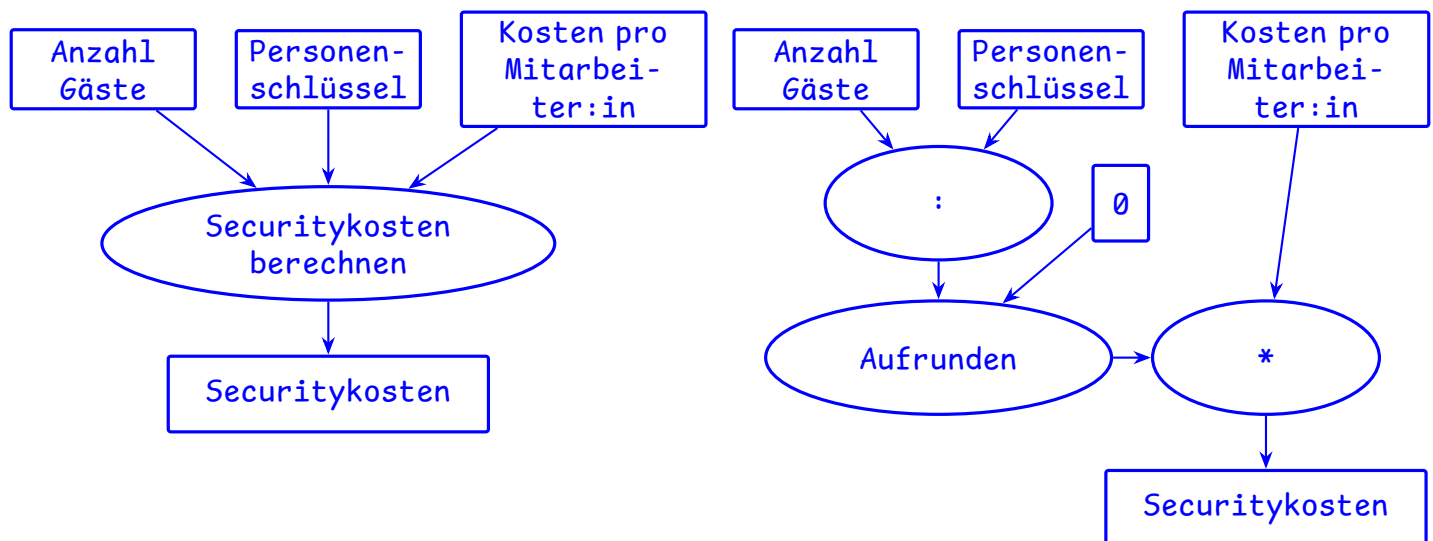 Anzahl
Gäste
Personen-
schlüssel
Kosten pro
Mitarbei-
ter:in
Securitykosten
berechnen
Securitykosten
Anzahl
Gäste
Personen-
schlüssel
Kosten pro
Mitarbei-
ter:in
:
0
Aufrunden
*
Securitykosten